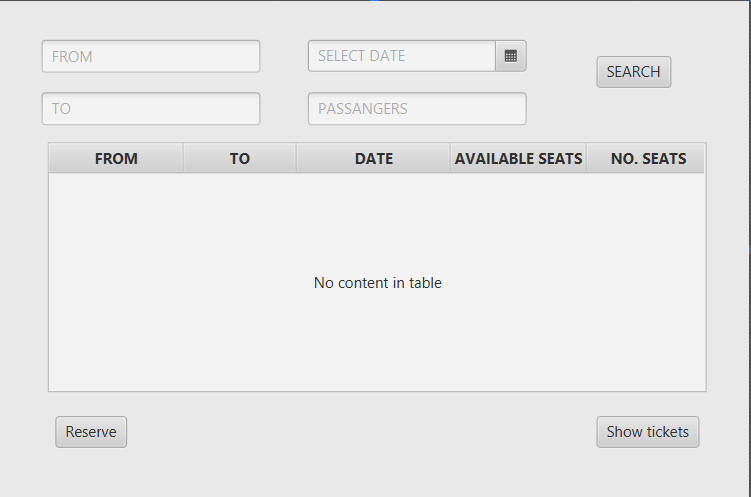 FROM
SELECT DATE
SEARCH
TO
PASSANGERS
FROM TO DATE AVAILABLE SEATS NO. SEATS
No content in table
Reserve
Show tickets